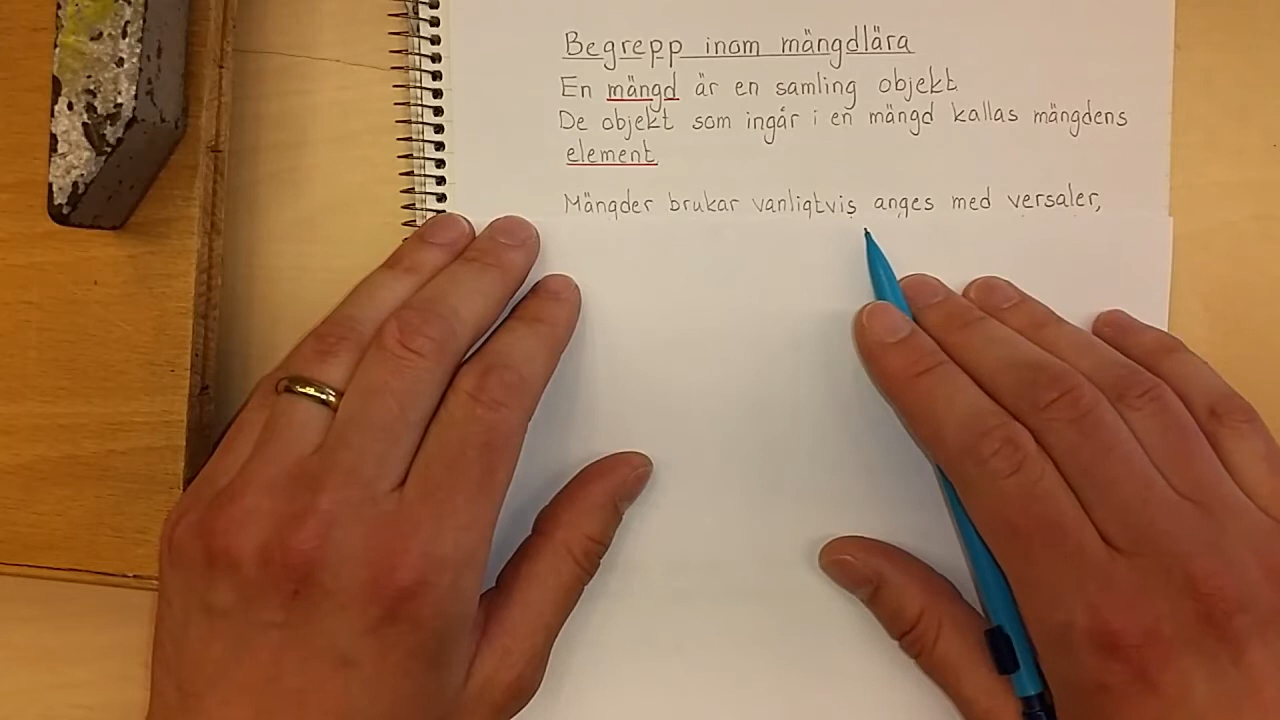 Begrepp inom mängdlära
En mängd är en samling objekt
De objekt som ingår i en mängd kallas mängdens
element.
Mängder brukar vanligtvis anges med versaler,